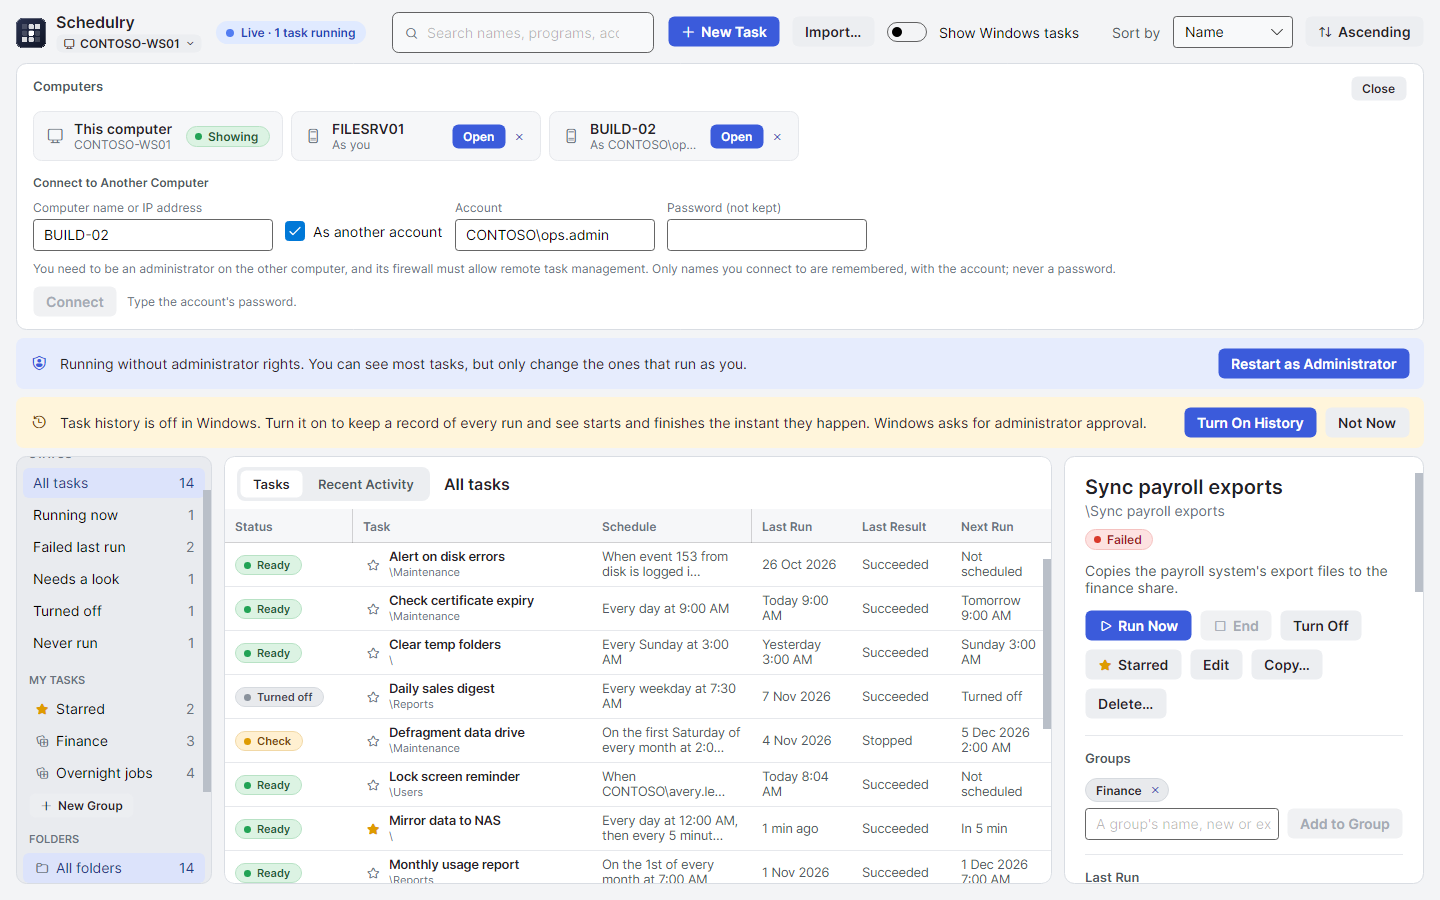 Schedulry
CONTOSO-WS01
Live · 1 task running
Search names, programs, acc
New Task
Import...
Show Windows tasks
Sort by
Name
Ascending
Computers
Close
This computer
CONTOSO-WS01
Showing
FILESRV01
As you
Open
BUILD-02
As CONTOSO\op...
Open
Connect to Another Computer
Computer name or IP address
Account
Password (not kept)
BUILD-02
As another account
CONTOSO\ops.admin
You need to be an administrator on the other computer, and its firewall must allow remote task management. Only names you connect to are remembered, with the account; never a password.
Connect
Type the account's password.
Running without administrator rights. You can see most tasks, but only change the ones that run as you.
Restart as Administrator
Task history is off in Windows. Turn it on to keep a record of every run and see starts and finishes the instant they happen. Windows asks for administrator approval.
Turn On History
Not Now
All tasks 14
Running now 1
Failed last run 2
Needs a look 1
Turned off 1
Never run 1
MY TASKS
Starred 2
Finance 3
Overnight jobs 4
New Group
FOLDERS
All folders 14
Tasks
Recent Activity
All tasks
Status Task Schedule Last Run Last Result Next Run
Ready
Alert on disk errors
\Maintenance
When event 153 from
disk is logged i...
26 Oct 2026
Succeeded
Not
scheduled
Ready
Check certificate expiry
\Maintenance
Every day at 9:00 AM
Today 9:00
AM
Succeeded
Tomorrow
9:00 AM
Ready
Clear temp folders
\
Every Sunday at 3:00
AM
Yesterday
3:00 AM
Succeeded
Sunday 3:00
AM
Turned off
Daily sales digest
\Reports
Every weekday at 7:30
AM
7 Nov 2026
Succeeded
Turned off
Check
Defragment data drive
\Maintenance
On the first Saturday of
every month at 2:0...
4 Nov 2026
Stopped
5 Dec 2026
2:00 AM
Ready
Lock screen reminder
\Users
When
CONTOSO\avery.le...
Today 8:04
AM
Succeeded
Not
scheduled
Ready
Mirror data to NAS
\
Every day at 12:00 AM,
then every 5 minut...
1 min ago
Succeeded
In 5 min
Ready
Monthly usage report
\Reports
On the 1st of every
month at 7:00 AM
1 Nov 2026
Succeeded
1 Dec 2026
7:00 AM
Sync payroll exports
\Sync payroll exports
Failed
Copies the payroll system's export files to the
finance share.
Run Now
End
Turn Off
Starred
Edit
Copy...
Delete...
Groups
Finance
A group's name, new or ex
Add to Group
Last Run